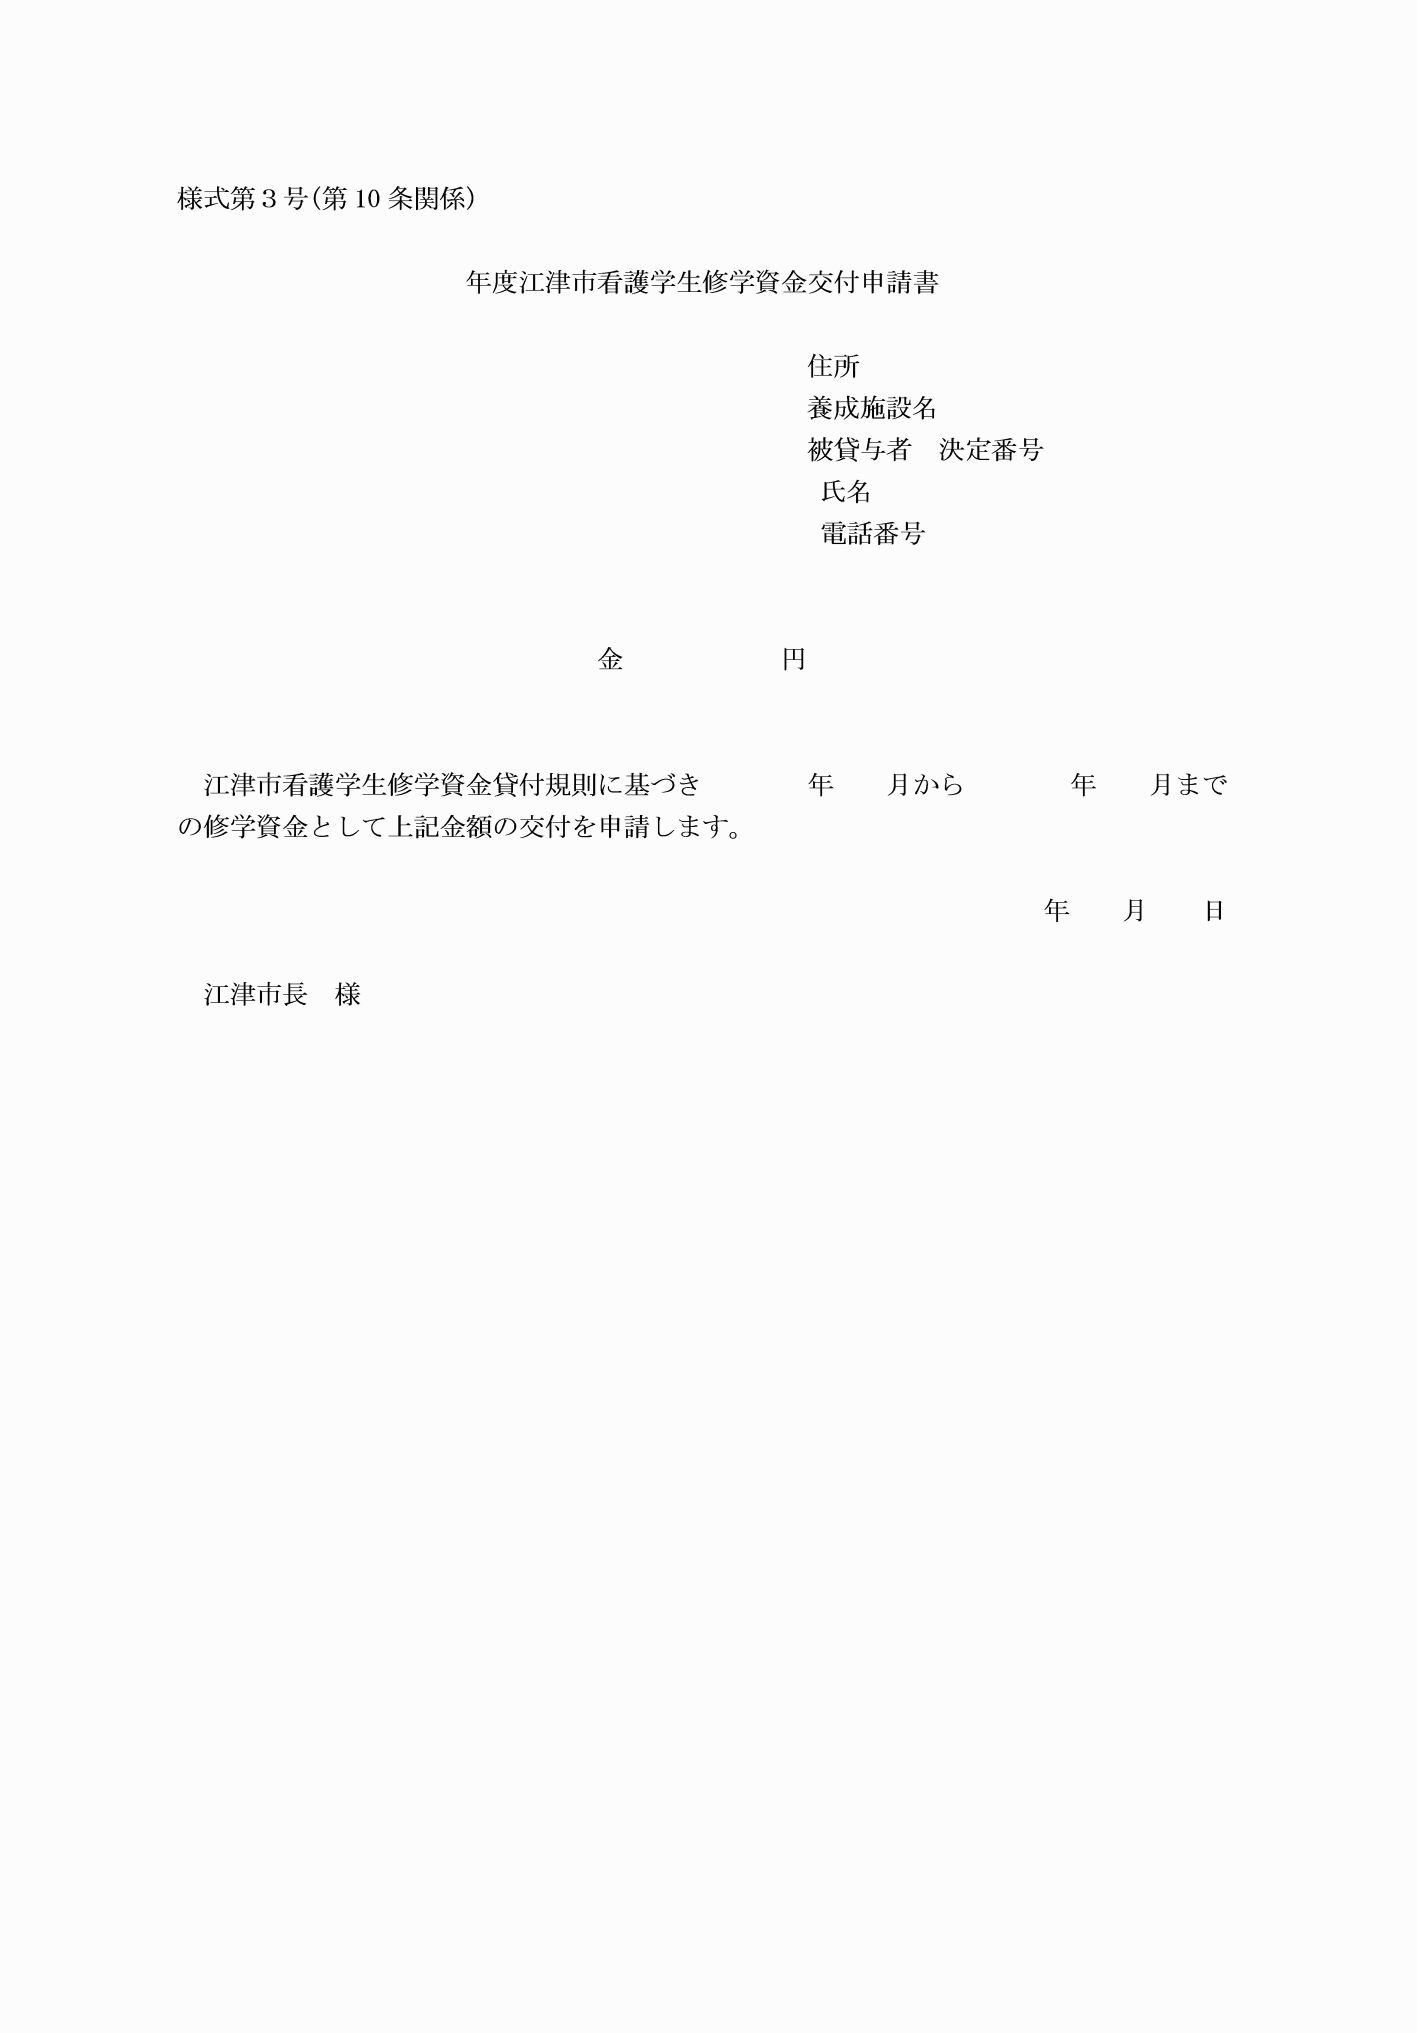 様式第３号(第 10 条関係)
年度江津市看護学生修学資金交付申請書
住所
養成施設名
被貸与者　決定番号
氏名
電話番号
金　　　　　　円
江津市看護学生修学資金貸付規則に基づき　　　　年　　月から　　　　年　　月まで
の修学資金として上記金額の交付を申請します。
年　　月　　日
江津市長　様